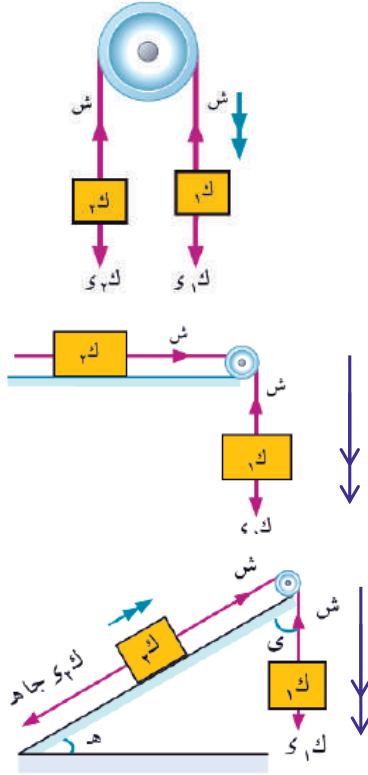 ش ش
ك٢ ك١
ك٢ ء ك١ ء
ك٢ ش
ش
ك١
ك١ ء
ش
ش
ك٢
ى
ك٢ ء جا هـ
ك١
هـ
ك١ ء